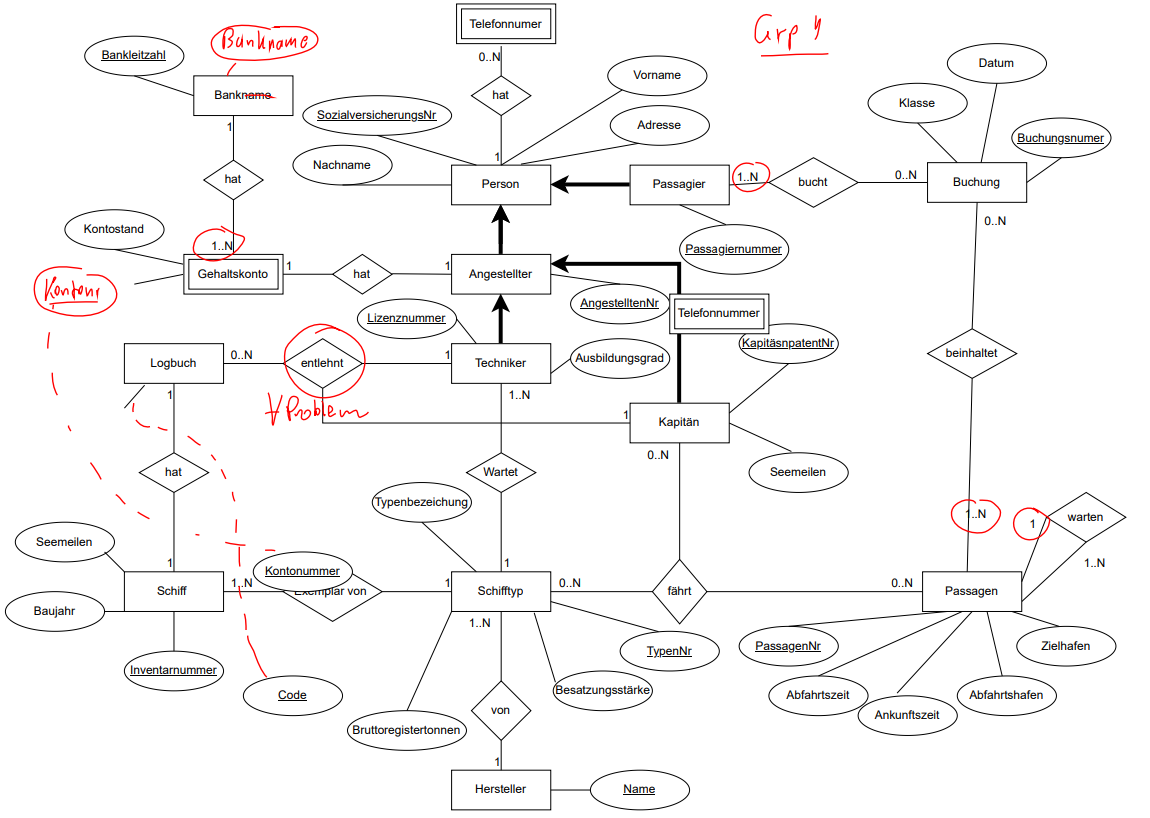 Telefonnumer
Grp 4
Bankname
Bankleitzahl
0..N
Vorname
Datum
Bankname
hat
Klasse
SozialversicherungsNr
Adresse
Buchungsnumer
1
Nachname
1
hat
Person
Passagier
1..N
bucht
0..N
Buchung
Kontostand
1..N
Passagiernummer
0..N
Gehaltskonto
1
hat
1
Angestellter
AngestelltenNr
Telefonnummer
Lizenznummer
KapitäsnpatentNr
Logbuch
0..N
entlehnt
1
Techniker
Ausbildungsgrad
beinhaltet
1
1..N
Problem
1
Kapitän
0..N
hat
Wartet
Seemeilen
Typenbezeichung
1..N
1
warten
Seemeilen
1
1
1..N
Kontonummer
Schiff
1..N
Exemplar von
1
Schifftyp
0..N
fährt
0..N
Passagen
Baujahr
1..N
Inventarnummer
TypenNr
PassagenNr
Zielhafen
Code
Besatzungsstärke
Abfahrtszeit
Abfahrtshafen
von
Ankunftszeit
Bruttoregistertonnen
1
Hersteller
Name